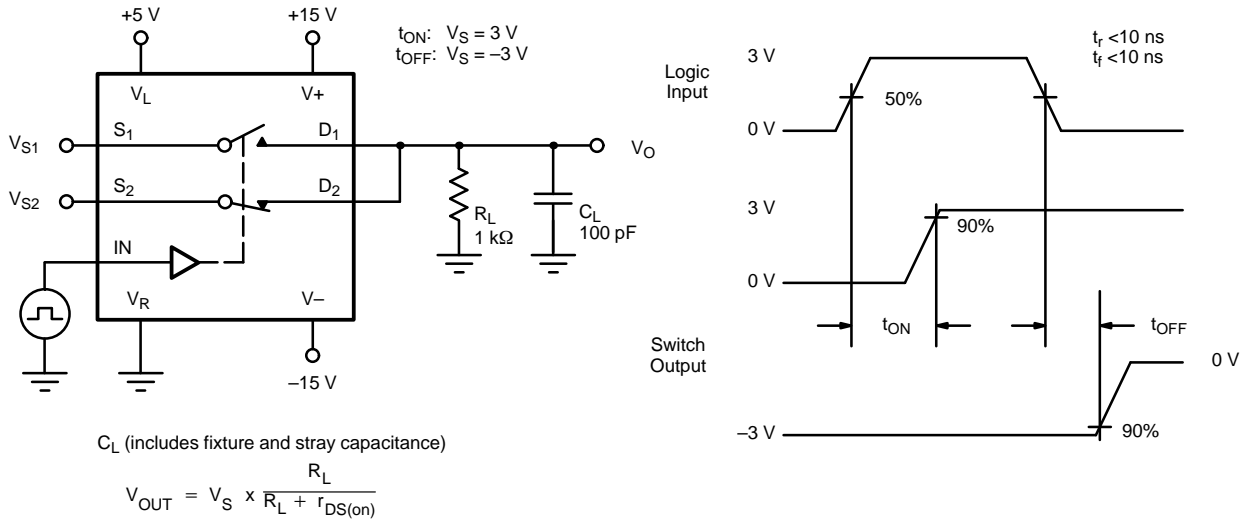 +5 V
+15 V
tON: VS = 3 V
tOFF: VS = –3 V
VL
V+
VS1
S1
D1
VO
VS2
S2
D2
RL
1 kΩ
CL
100 pF
IN
VR
V–
–15 V
CL (includes fixture and stray capacitance)
VOUT = VS x RL / RL + rDS(on)
tr <10 ns
tf <10 ns
Logic
Input
3 V
50%
0 V
3 V
90%
0 V
tON
tOFF
Switch
Output
0 V
–3 V
90%